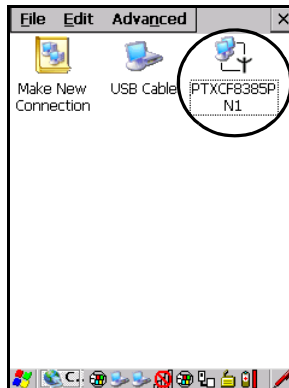 File Edit Advanced ×
Make New
Connection
USB Cable
PTXCF8385P
N1
C..